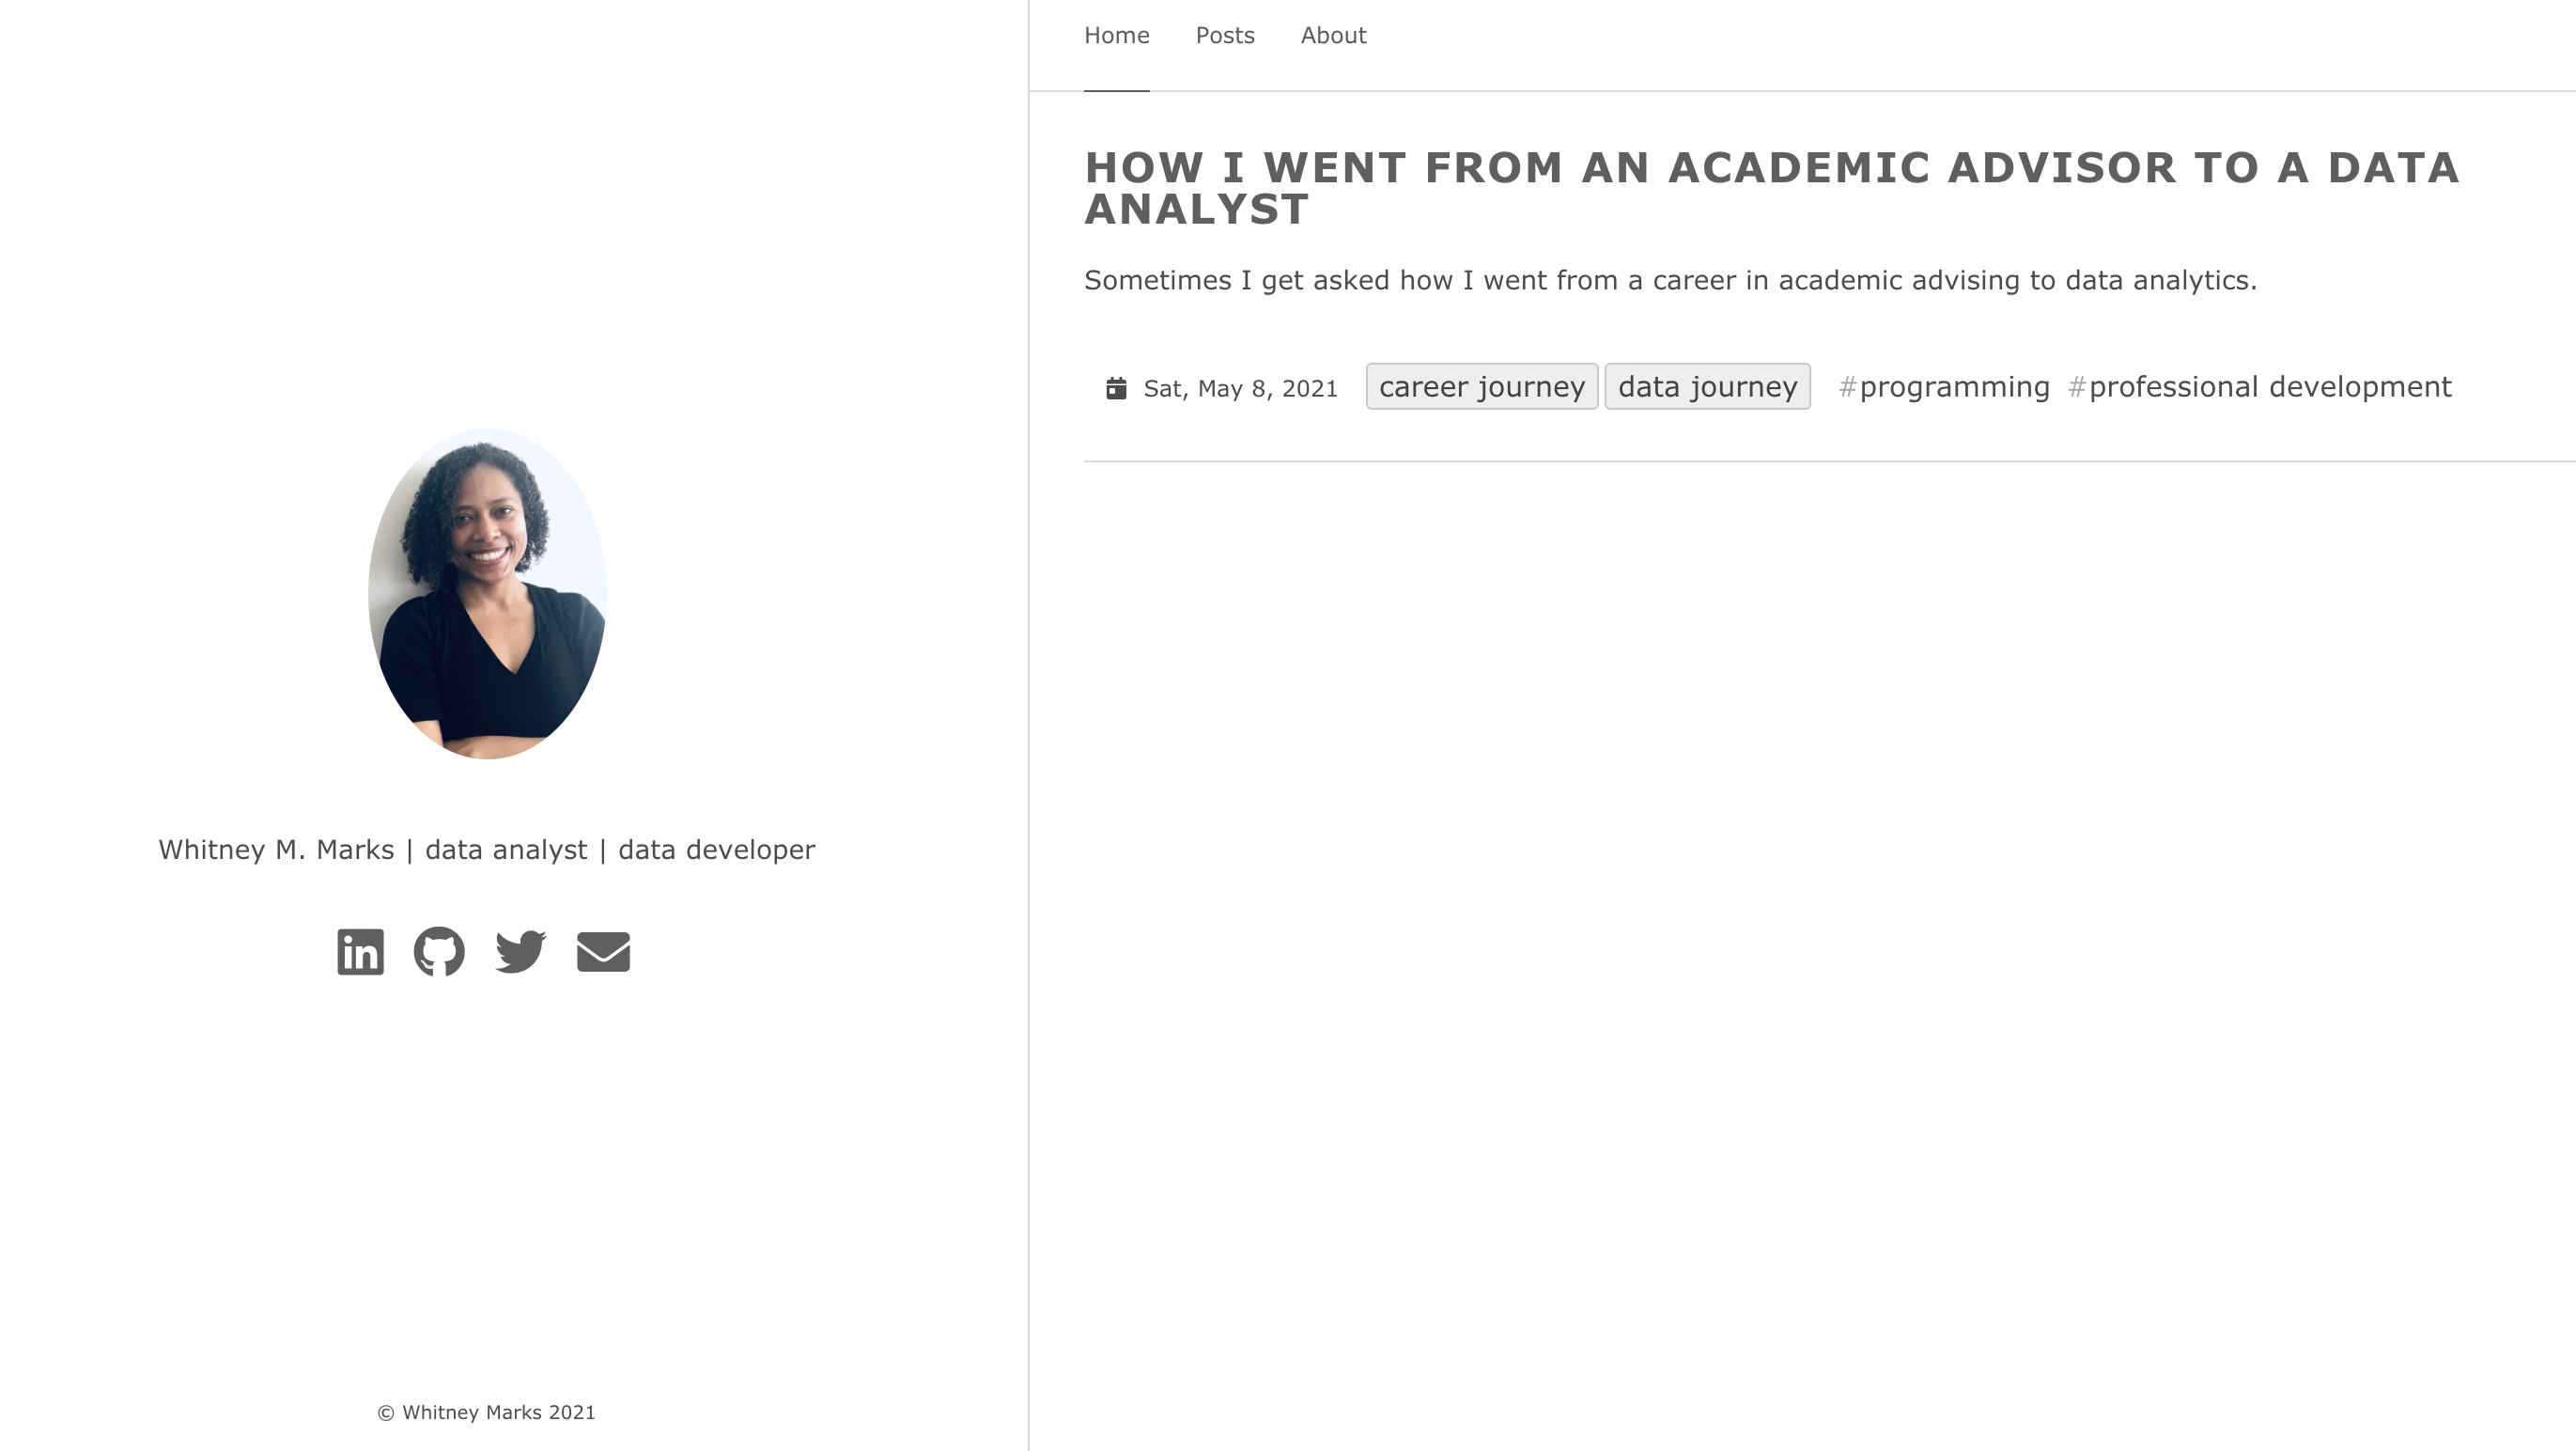 Home Posts About
HOW I WENT FROM AN ACADEMIC ADVISOR TO A DATA
ANALYST
Sometimes I get asked how I went from a career in academic advising to data analytics.
Sat, May 8, 2021 career journey data journey #programming #professional development
Whitney M. Marks | data analyst | data developer
in
© Whitney Marks 2021